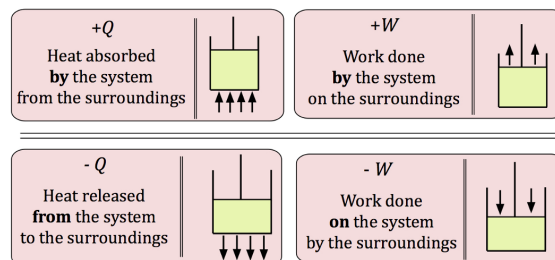 +Q
Heat absorbed
by the system
from the surroundings
+W
Work done
by the system
on the surroundings
- Q
Heat released
from the system
to the surroundings
- W
Work done
on the system
by the surroundings